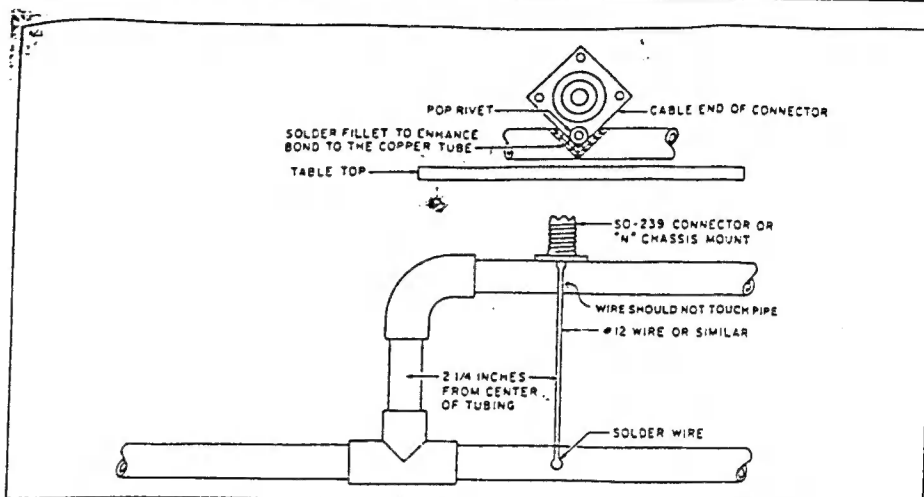 POP RIVET
CABLE END OF CONNECTOR
SOLDER FILLET TO ENHANCE
BOND TO THE COPPER TUBE
TABLE TOP
SO-239 CONNECTOR OR
"N" CHASSIS MOUNT
WIRE SHOULD NOT TOUCH PIPE
#12 WIRE OR SIMILAR
2 1/4 INCHES
FROM CENTER
OF TUBING
SOLDER WIRE